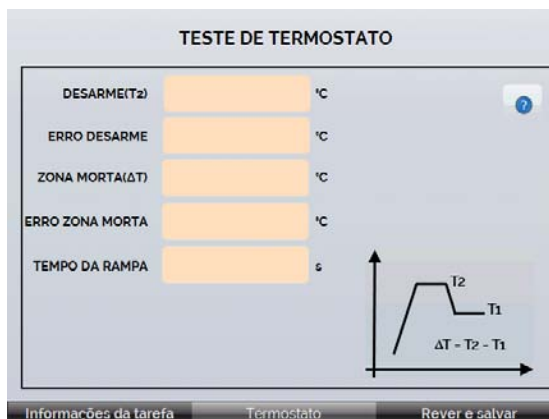 TESTE DE TERMOSTATO
DESARME(T2) °C
?
ERRO DESARME °C
ZONA MORTA(ΔT) °C
ERRO ZONA MORTA °C
TEMPO DA RAMPA s
T2
T1
ΔT = T2 - T1
Informações da tarefa Termostato Rever e salvar